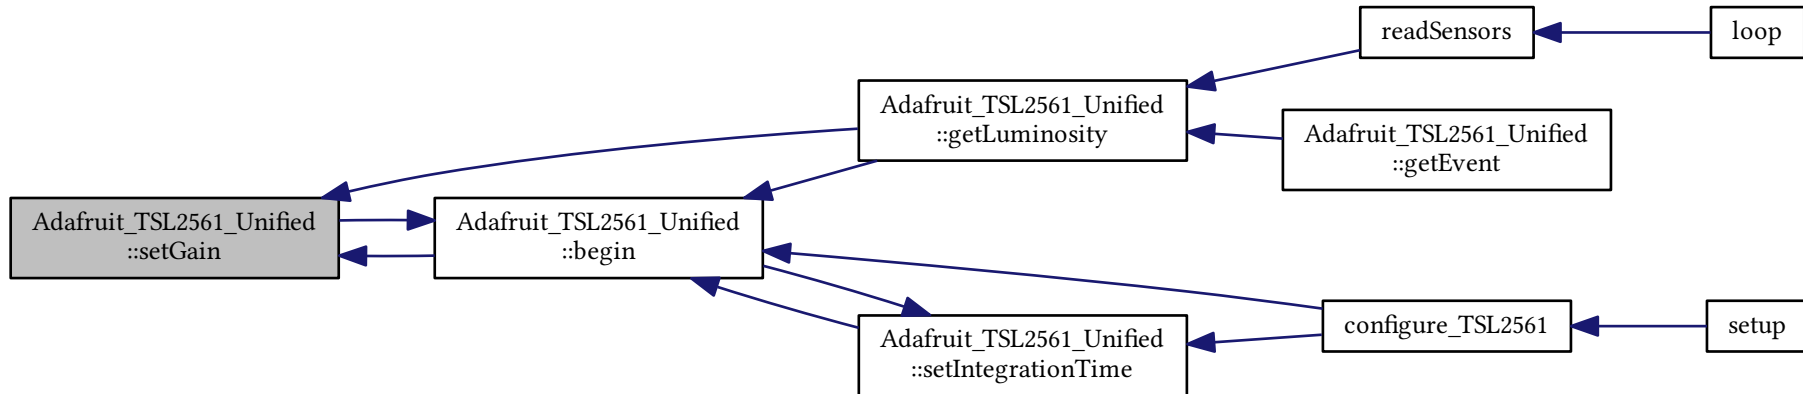 readSensors
loop
Adafruit_TSL2561_Unified
::getLuminosity
Adafruit_TSL2561_Unified
::getEvent
Adafruit_TSL2561_Unified
::setGain
Adafruit_TSL2561_Unified
::begin
configure_TSL2561
setup
Adafruit_TSL2561_Unified
::setIntegrationTime